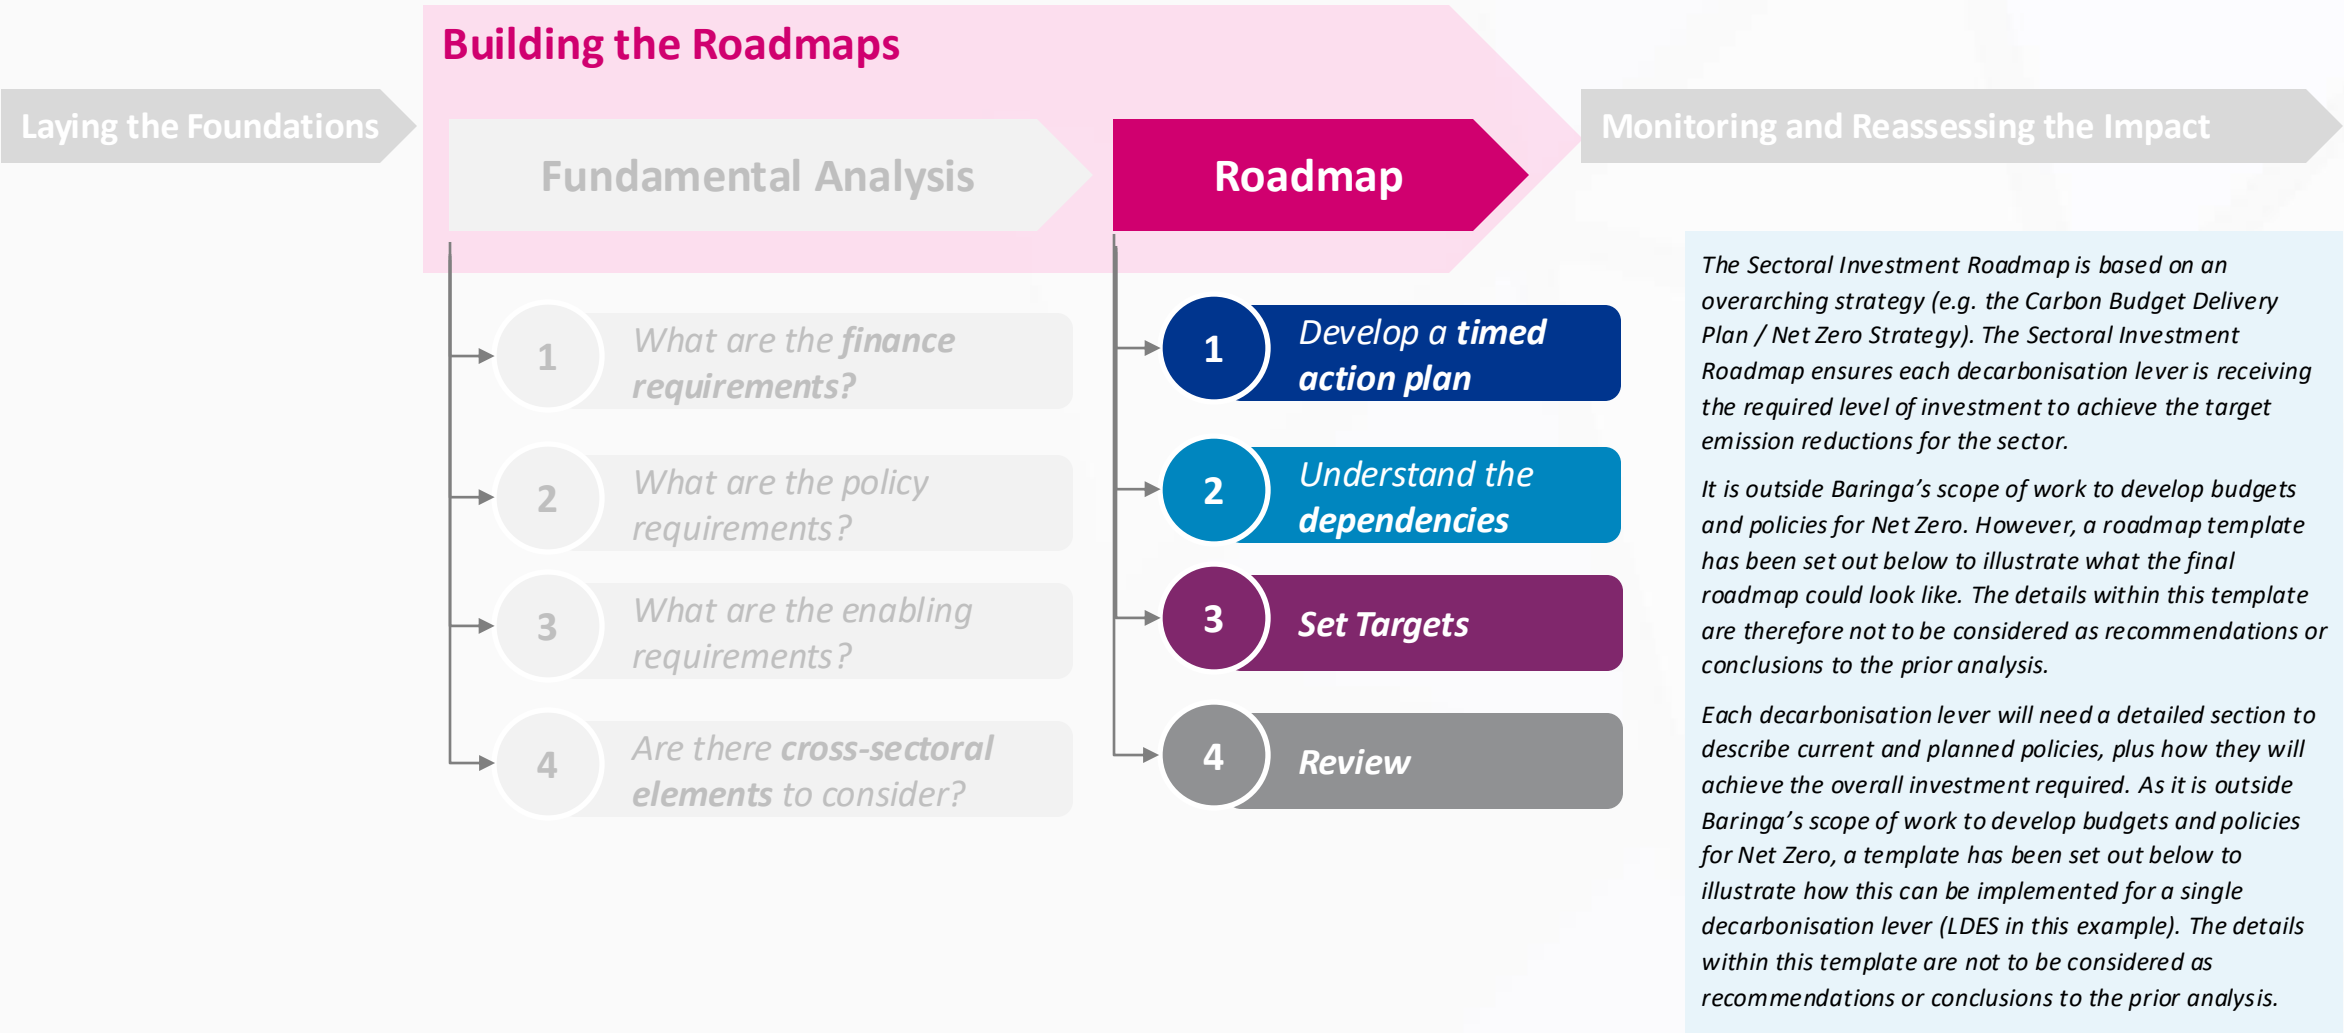 Building the Roadmaps
Laying the Foundations
Monitoring and Reassessing the Impact
Fundamental Analysis
Roadmap
1
What are the finance
requirements?
2
What are the policy
requirements?
3
What are the enabling
requirements?
4
Are there cross-sectoral
elements to consider?
1
Develop a timed
action plan
2
Understand the
dependencies
3
Set Targets
4
Review
The Sectoral Investment Roadmap is based on an
overarching strategy (e.g. the Carbon Budget Delivery
Plan / Net Zero Strategy). The Sectoral Investment
Roadmap ensures each decarbonisation lever is receiving
the required level of investment to achieve the target
emission reductions for the sector.
It is outside Baringa’s scope of work to develop budgets
and policies for Net Zero. However, a roadmap template
has been set out below to illustrate what the final
roadmap could look like. The details within this template
are therefore not to be considered as recommendations or
conclusions to the prior analysis.
Each decarbonisation lever will need a detailed section to
describe current and planned policies, plus how they will
achieve the overall investment required. As it is outside
Baringa’s scope of work to develop budgets and policies
for Net Zero, a template has been set out below to
illustrate how this can be implemented for a single
decarbonisation lever (LDES in this example). The details
within this template are not to be considered as
recommendations or conclusions to the prior analysis.